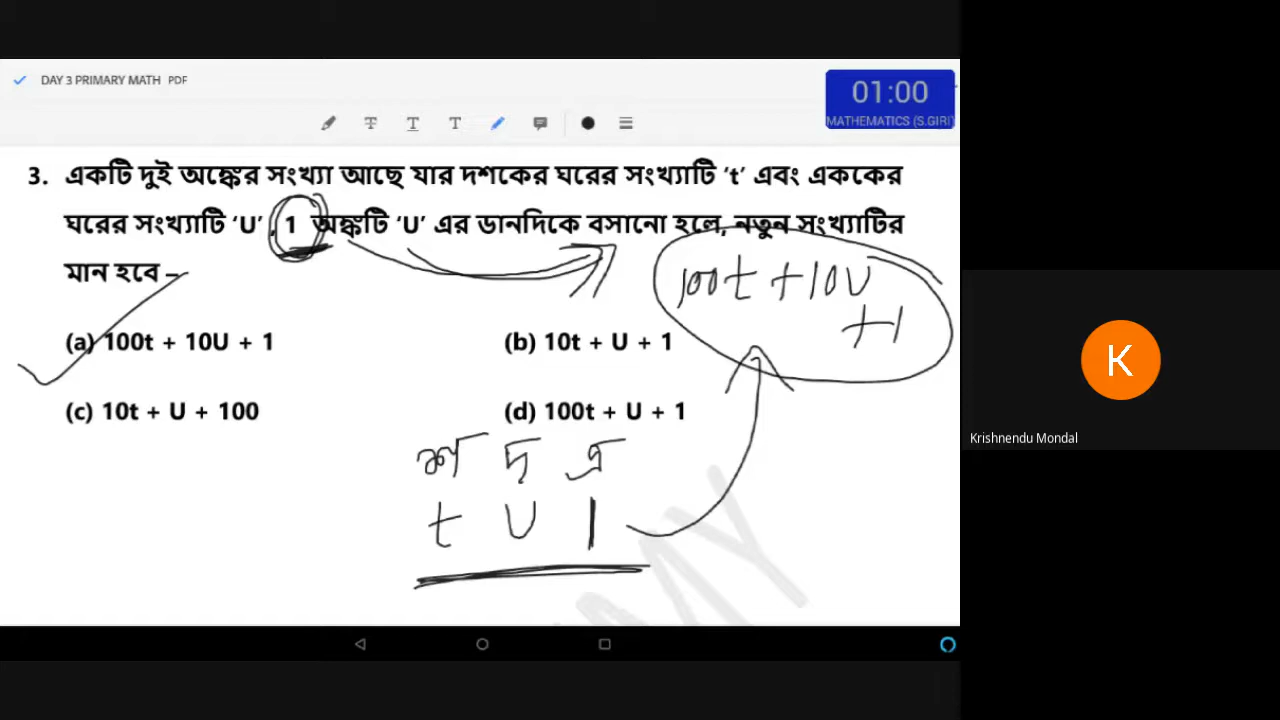 DAY 3 PRIMARY MATH PDF
01:00
MATHEMATICS (S.GIRI)
3. একটি দুই অঙ্কের সংখ্যা আছে যার দশকের ঘরের সংখ্যাটি ‘t’ এবং এককের
ঘরের সংখ্যাটি ‘U’, 1 অঙ্কটি ‘U’ এর ডানদিকে বসানো হলে, নতুন সংখ্যাটির
মান হবে –
100t + 10U
+1
(a) 100t + 10U + 1 (b) 10t + U + 1
(c) 10t + U + 100 (d) 100t + U + 1
শ দ এ
t U 1
K
Krishnendu Mondal